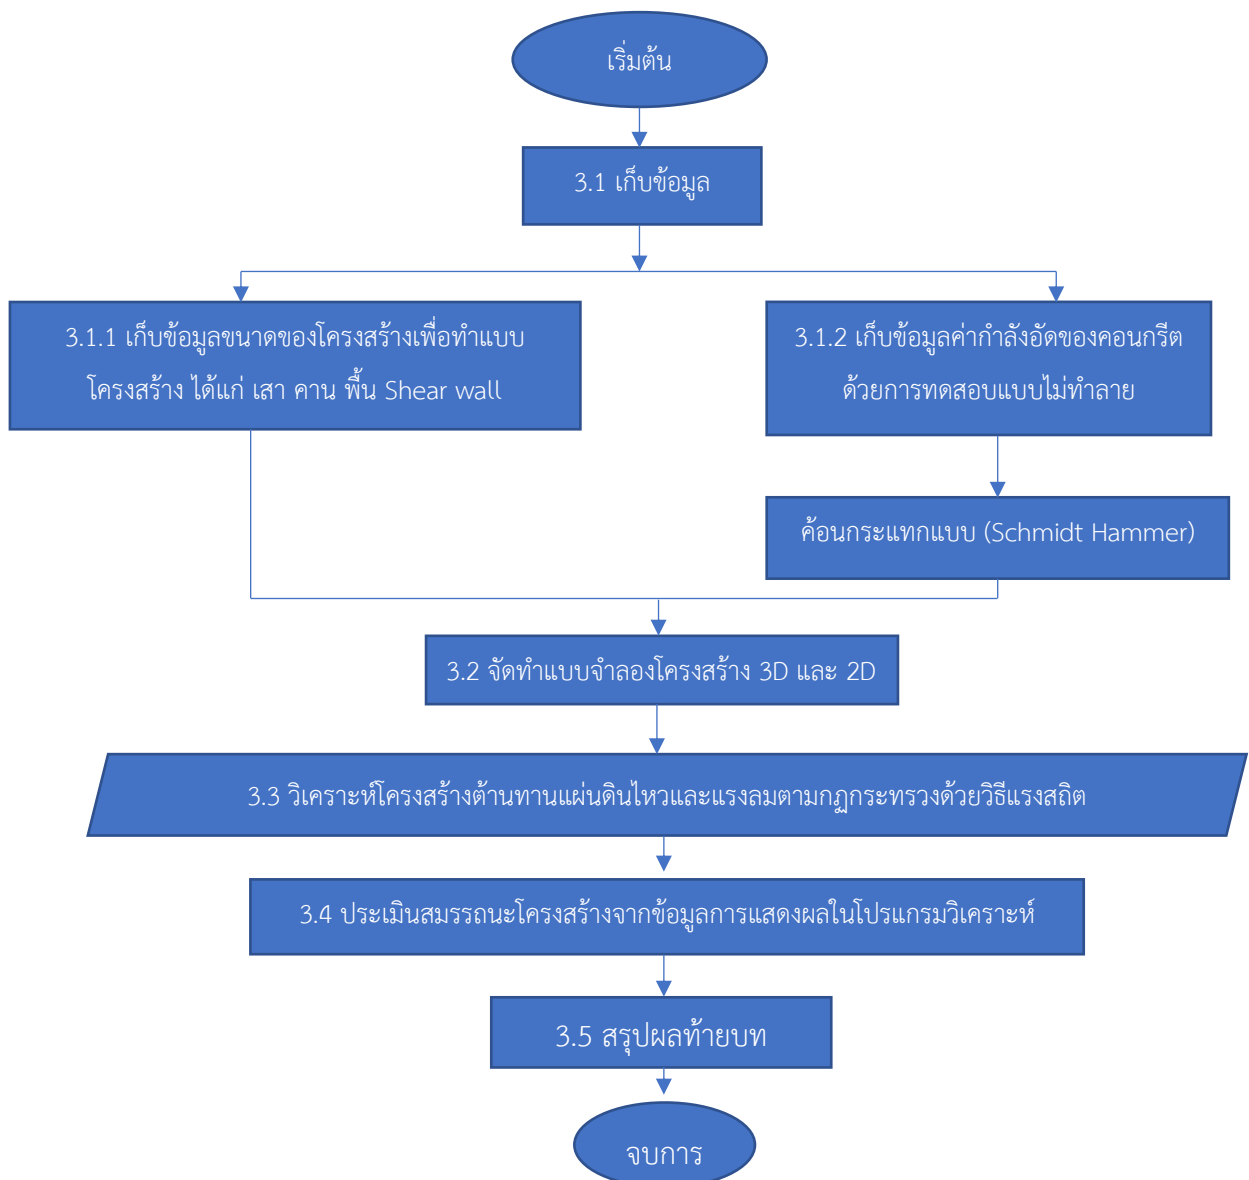 เริ่มต้น
3.1 เก็บข้อมูล
3.1.1 เก็บข้อมูลขนาดของโครงสร้างเพื่อทำแบบ
โครงสร้าง ได้แก่ เสา คาน พื้น Shear wall
3.1.2 เก็บข้อมูลค่ากำลังอัดของคอนกรีต
ด้วยการทดสอบแบบไม่ทำลาย
ค้อนกระแทกแบบ (Schmidt Hammer)
3.2 จัดทำแบบจำลองโครงสร้าง 3D และ 2D
3.3 วิเคราะห์โครงสร้างต้านทานแผ่นดินไหวและแรงลมตามกฎกระทรวงด้วยวิธีแรงสถิต
3.4 ประเมินสมรรถนะโครงสร้างจากข้อมูลการแสดงผลในโปรแกรมวิเคราะห์
3.5 สรุปผลท้ายบท
จบการ